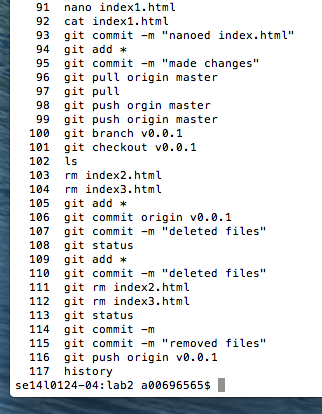 91 nano index1.html
92 cat index1.html
93 git commit -m "nanoed index.html"
94 git add *
95 git commit -m "made changes"
96 git pull origin master
97 git pull
98 git push orgin master
99 git push origin master
100 git branch v0.0.1
101 git checkout v0.0.1
102 ls
103 rm index2.html
104 rm index3.html
105 git add *
106 git commit origin v0.0.1
107 git commit -m "deleted files"
108 git status
109 git add *
110 git commit -m "deleted files"
111 git rm index2.html
112 git rm index3.html
113 git status
114 git commit -m
115 git commit -m "removed files"
116 git push origin v0.0.1
117 history
se14l0124-04:lab2 a00696565$